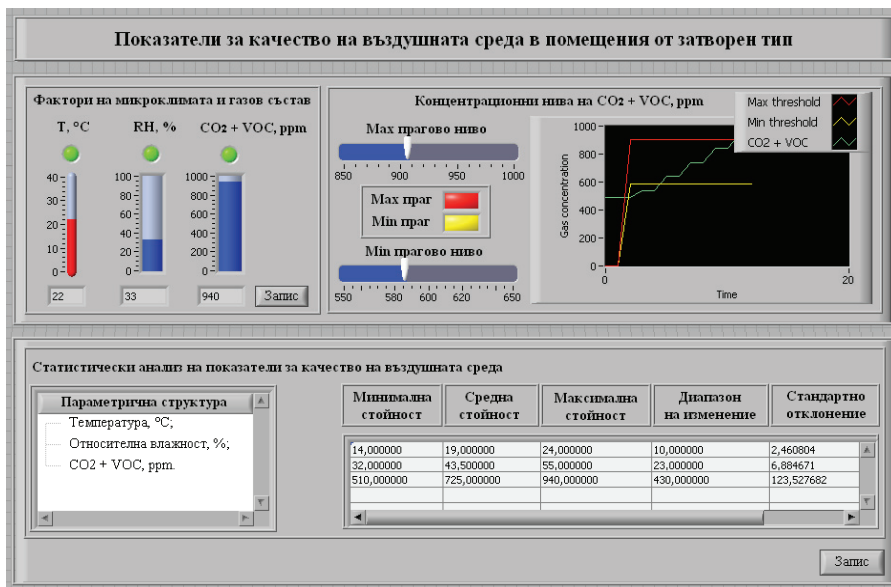 Показатели за качество на въздушната среда в помещения от затворен тип
Фактори на микроклимата и газов състав
T, °C
RH, %
CO2 + VOC, ppm
40
30
20
10
0
100
80
60
40
20
0
1000
800
600
400
200
0
22
33
940
Запис
Концентрационни нива на CO2 + VOC, ppm
Max прагово ниво
850 900 950 1000
Max праг
Min праг
Min прагово ниво
550 580 600 620 650
Max threshold
Min threshold
CO2 + VOC
Gas concentration
1000
800
600
400
200
0
0 20
Time
Статистически анализ на показатели за качество на въздушната среда
Параметрична структура
Температура, °C;
Относителна влажност, %;
CO2 + VOC, ppm.
Минимална стойност
Средна стойност
Максимална стойност
Диапазон на изменение
Стандартно отклонение
14,000000 19,000000 24,000000 10,000000 2,460804
32,000000 43,500000 55,000000 23,000000 6,884671
510,000000 725,000000 940,000000 430,000000 123,527682
Запис